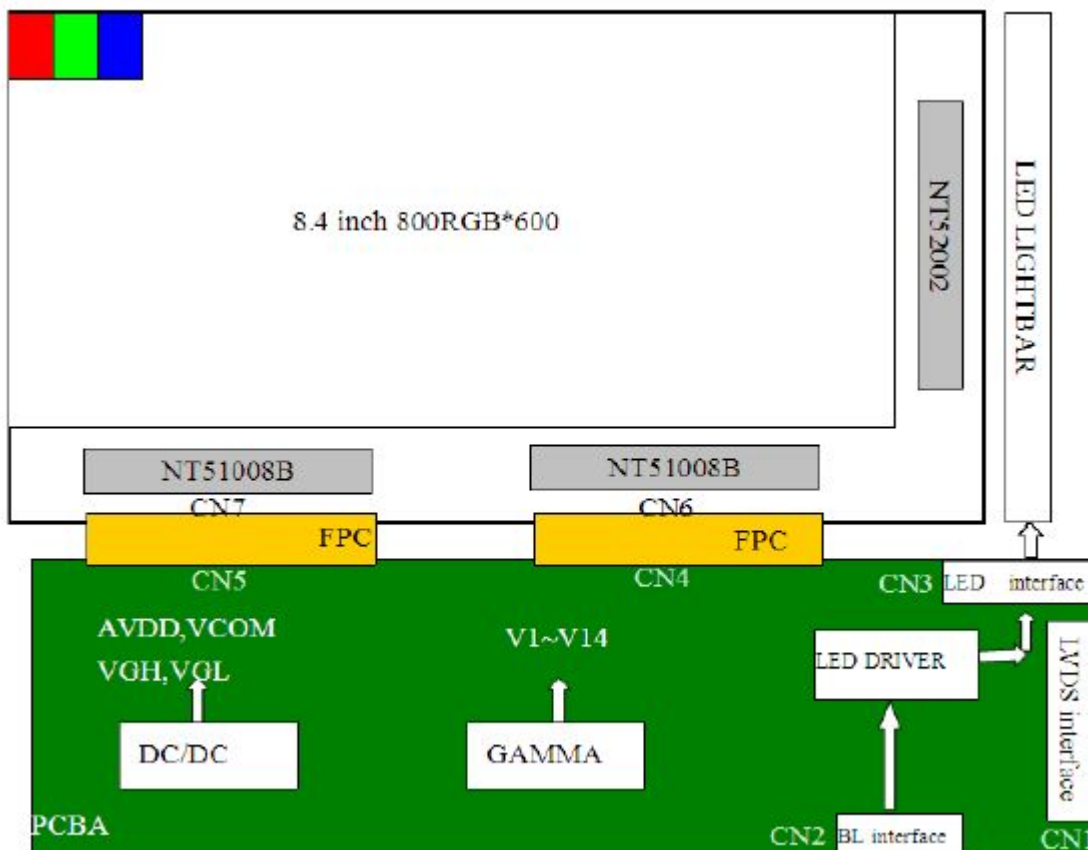 8.4 inch 800RGB*600
NT52002
LED LIGHTBAR
NT51008B
NT51008B
CN7
CN6
FPC
FPC
CN5
CN4
CN3
LED interface
AVDD,VCOM
VGH,VGL
V1~V14
LED DRIVER
LVDS interface
DC/DC
GAMMA
PCBA
CN2
BL interface
CN1